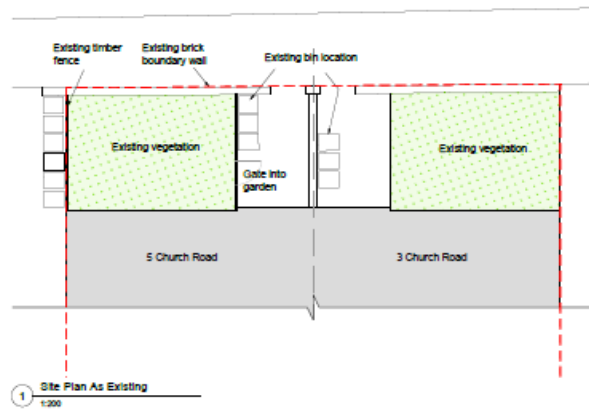 Existing timber
fence
Existing brick
boundary wall
Existing bin location
Existing vegetation
Gate into
garden
Existing vegetation
5 Church Road
3 Church Road
1
Site Plan As Existing
1:200